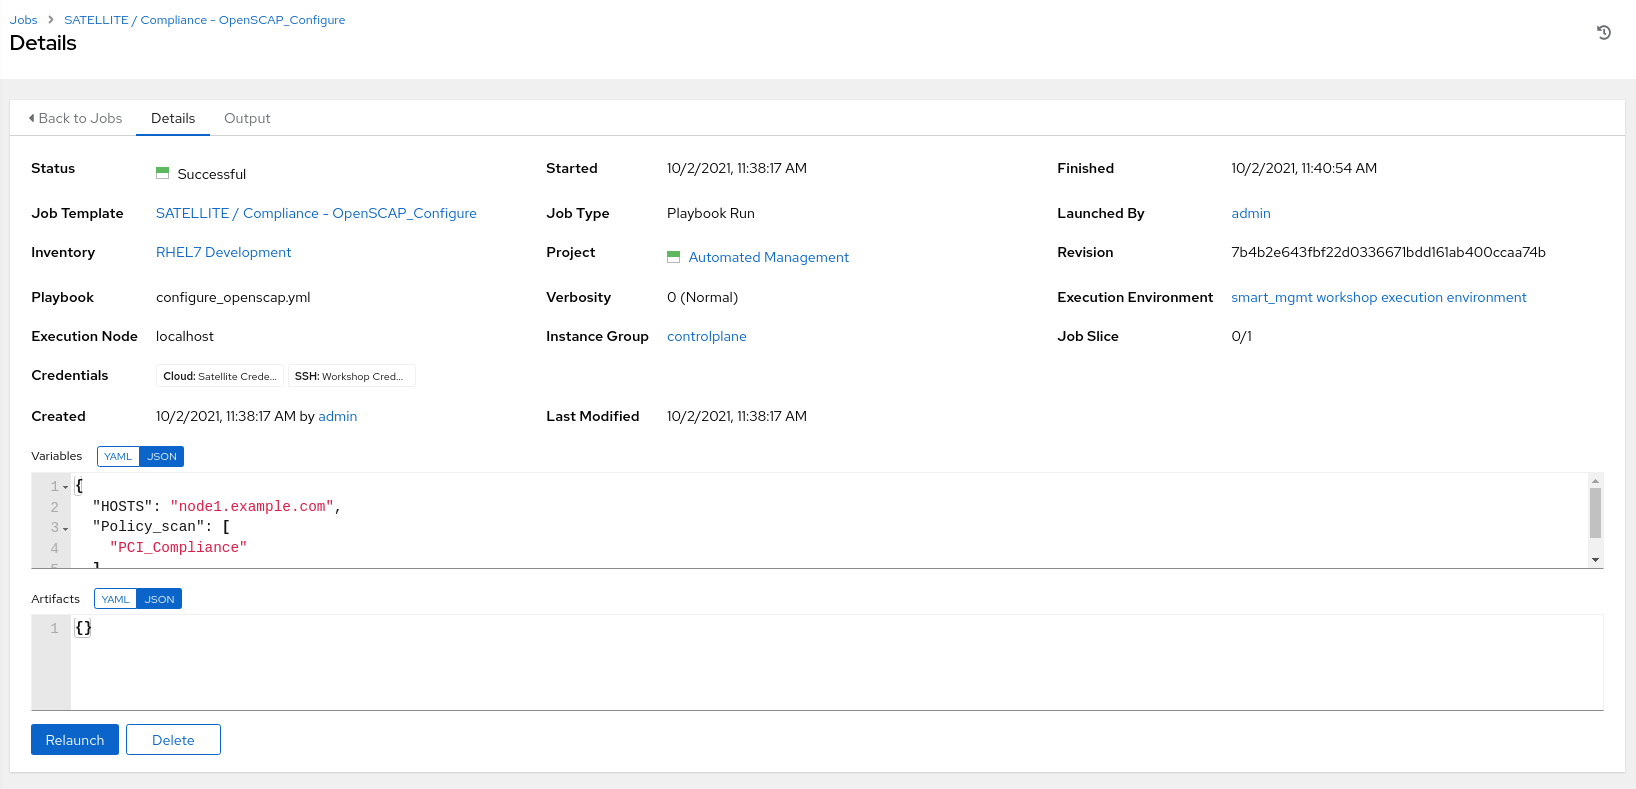 Jobs > SATELLITE / Compliance - OpenSCAP_Configure
Details
Back to Jobs Details Output
Status Successful Started 10/2/2021, 11:38:17 AM Finished 10/2/2021, 11:40:54 AM
Job Template SATELLITE / Compliance - OpenSCAP_Configure Job Type Playbook Run Launched By admin
Inventory RHEL7 Development Project Automated Management Revision 7b4b2e643fbf22d0336671bdd161ab400ccaa74b
Playbook configure_openscap.yml Verbosity 0 (Normal) Execution Environment smart_mgmt workshop execution environment
Execution Node localhost Instance Group controlplane Job Slice 0/1
Credentials Cloud: Satellite Crede... SSH: Workshop Cred...
Created 10/2/2021, 11:38:17 AM by admin Last Modified 10/2/2021, 11:38:17 AM
Variables YAML JSON
1 {
2 "HOSTS": "node1.example.com",
3 "Policy_scan": [
4 "PCI_Compliance"
5 ]
Artifacts YAML JSON
1 {}
Relaunch Delete